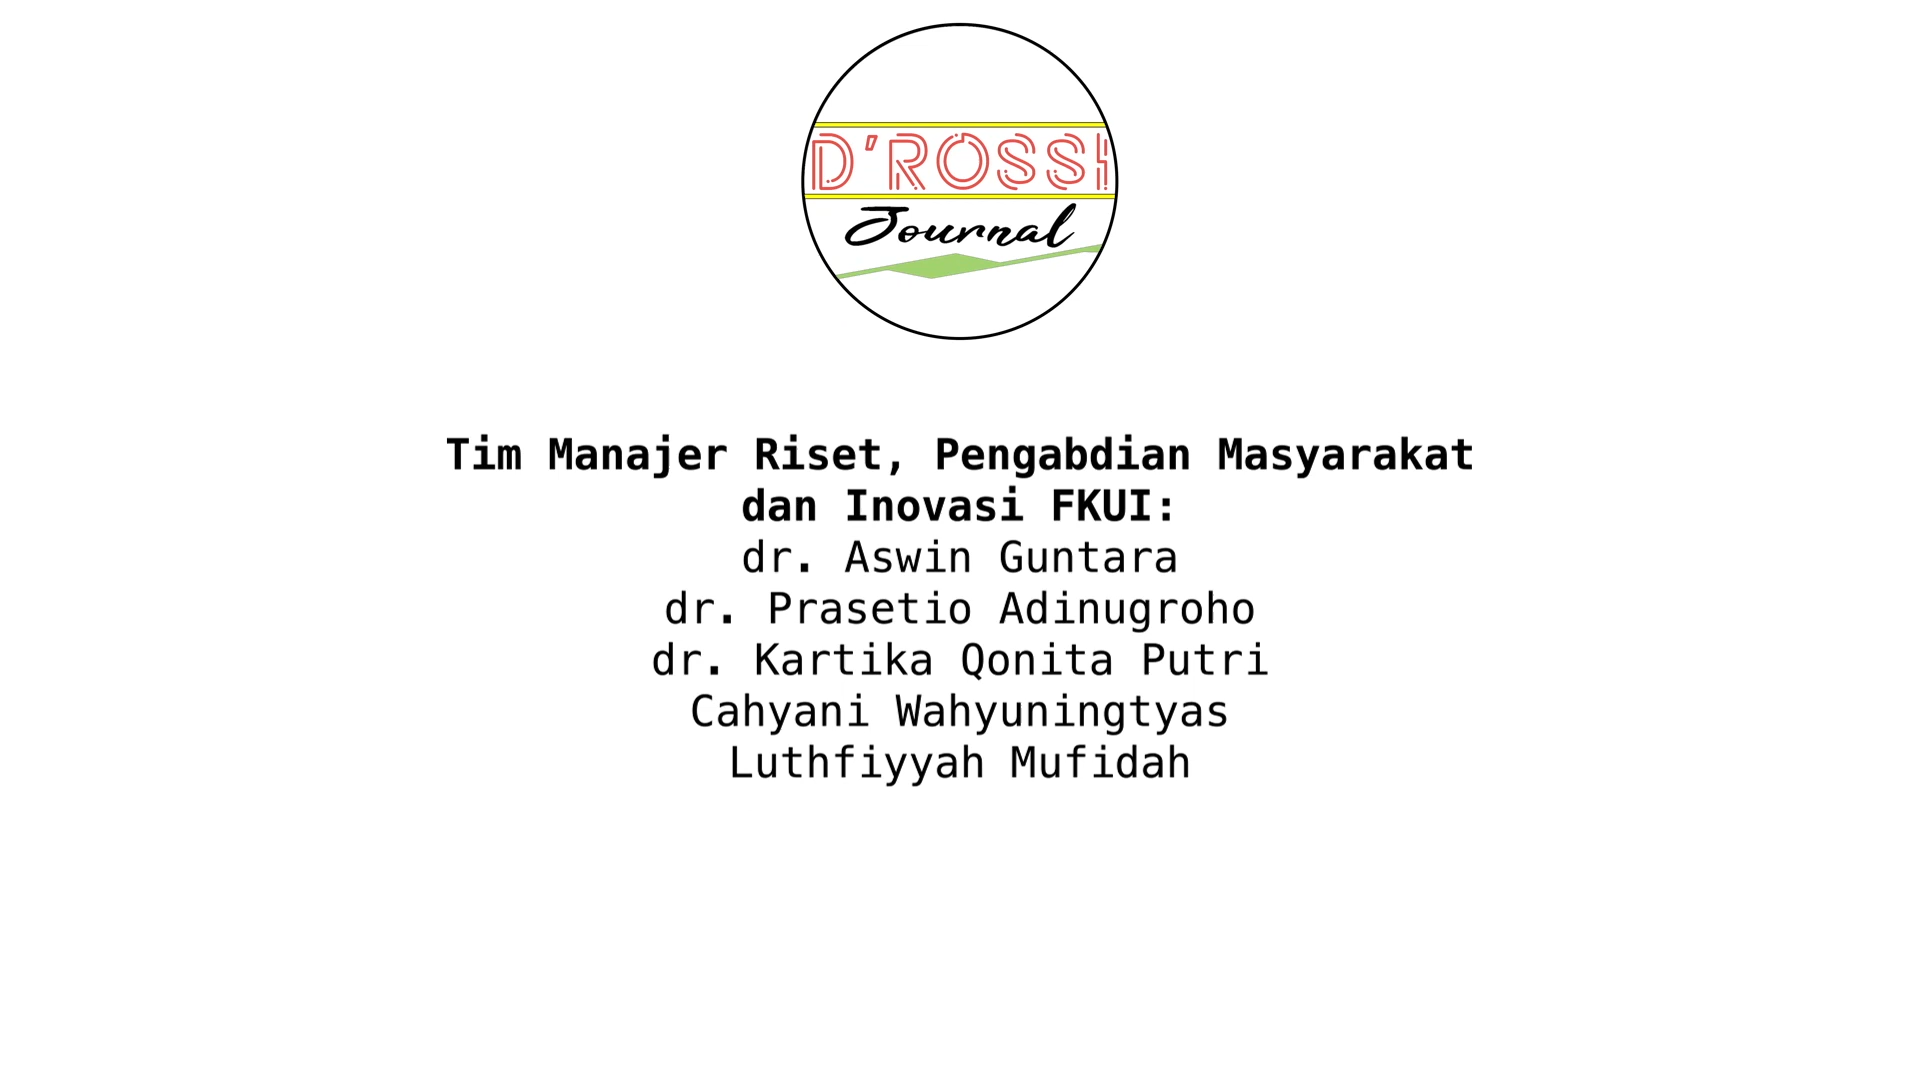 D'ROSSI
Journal
Tim Manajer Riset, Pengabdian Masyarakat
dan Inovasi FKUI:
dr. Aswin Guntara
dr. Prasetio Adinugroho
dr. Kartika Qonita Putri
Cahyani Wahyuningtyas
Luthfiyyah Mufidah